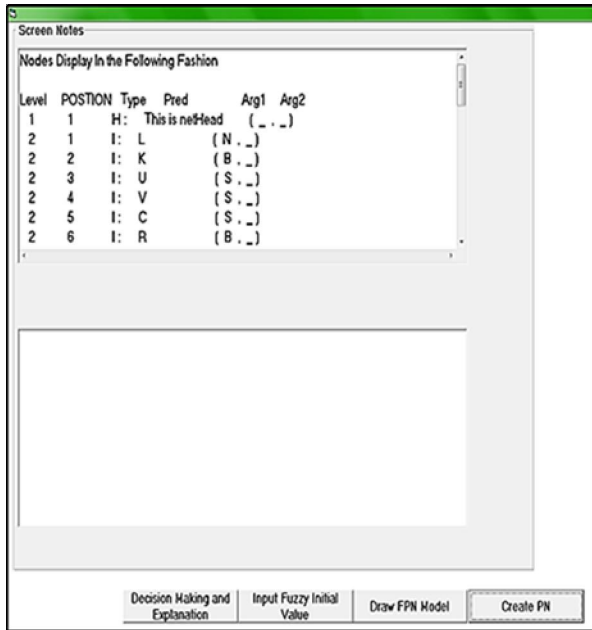 Screen Notes
Nodes Display In the Following Fashion
Level POSTION Type Pred Arg1 Arg2
1 1 H: This is netHead ( _ . _ )
2 1 I: L ( N . _ )
2 2 I: K ( B . _ )
2 3 I: U ( S . _ )
2 4 I: V ( S . _ )
2 5 I: C ( S . _ )
2 6 I: R ( B . _ )
Decision Making and Explanation
Input Fuzzy Initial Value
Draw FPN Model
Create PN